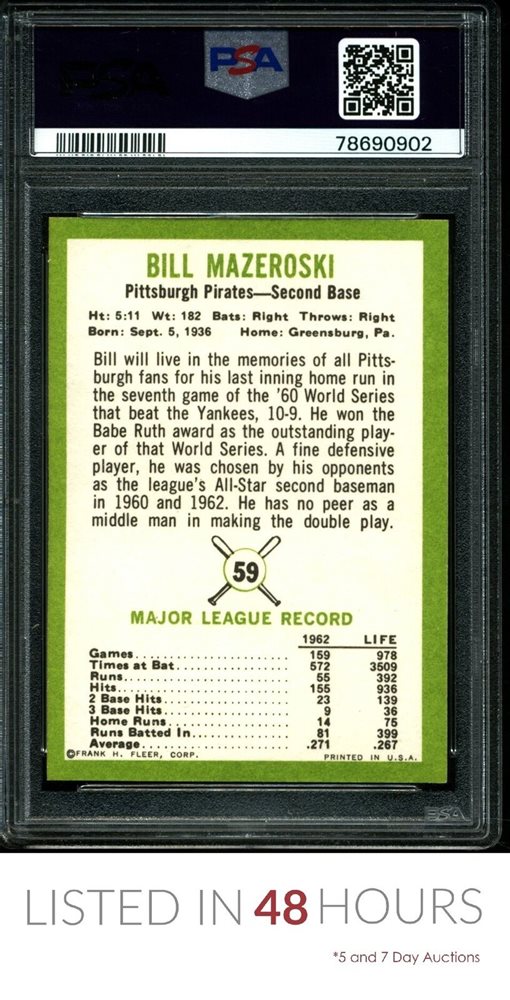 PSA
78690902
BILL MAZEROSKI
Pittsburgh Pirates—Second Base
Ht: 5:11 Wt: 182 Bats: Right Throws: Right
Born: Sept. 5, 1936 Home: Greensburg, Pa.
Bill will live in the memories of all Pitts-
burgh fans for his last inning home run in
the seventh game of the '60 World Series
that beat the Yankees, 10-9. He won the
Babe Ruth award as the outstanding play-
er of that World Series. A fine defensive
player, he was chosen by his opponents
as the league's All-Star second baseman
in 1960 and 1962. He has no peer as a
middle man in making the double play.
59
MAJOR LEAGUE RECORD
1962 LIFE
Games 159 978
Times at Bat 572 3509
Runs 55 392
Hits 155 936
2 Base Hits 23 139
3 Base Hits 9 36
Home Runs 14 75
Runs Batted In 81 399
Average .271 .267
©FRANK H. FLEER, CORP. PRINTED IN U.S.A.
PSA
LISTED IN 48 HOURS
*5 and 7 Day Auctions